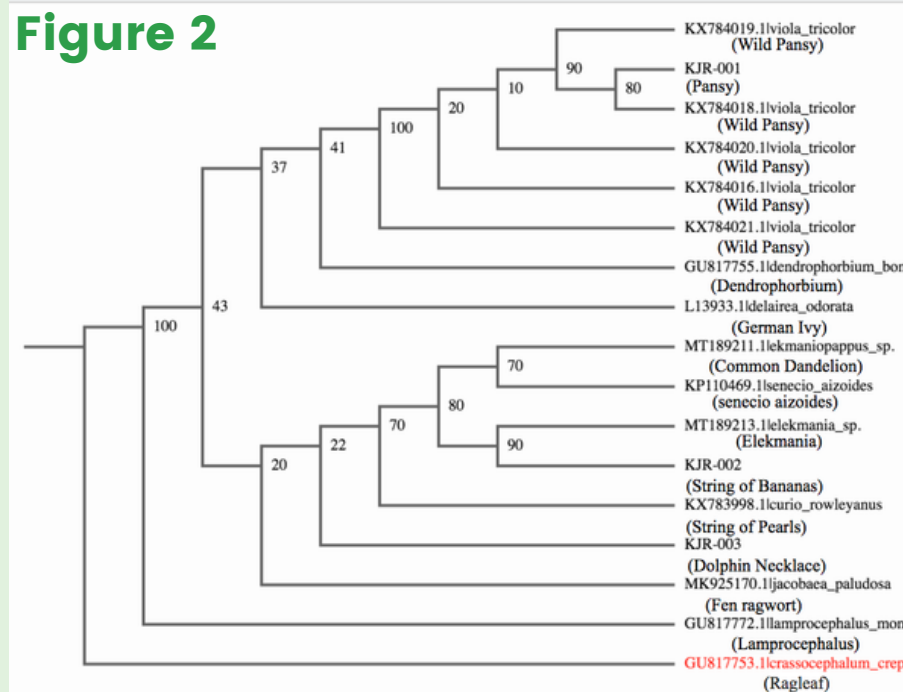 Figure 2
KX784019.1|viola_tricolor
(Wild Pansy)
90
KJR-001
80
(Pansy)
10
20
KX784018.1|viola_tricolor
100
(Wild Pansy)
41
KX784020.1|viola_tricolor
37
(Wild Pansy)
KX784016.1|viola_tricolor
(Wild Pansy)
KX784021.1|viola_tricolor
(Wild Pansy)
GU817755.1|dendrophorbium_bon
(Dendrophorbium)
43
L13933.1|delairea_odorata
100
(German Ivy)
MT189211.1|ekmaniopappus_sp.
70
(Common Dandelion)
KP110469.1|senecio_aizoides
80
(senecio aizoides)
70
MT189213.1|elekmania_sp.
22
(Elekmania)
90
20
KJR-002
(String of Bananas)
KX783998.1|curio_rowleyanus
(String of Pearls)
KJR-003
(Dolphin Necklace)
MK925170.1|jacobaea_paludosa
(Fen ragwort)
GU817772.1|lamprocephalus_mon
(Lamprocephalus)
GU817753.1|crassocephalum_crep
(Ragleaf)